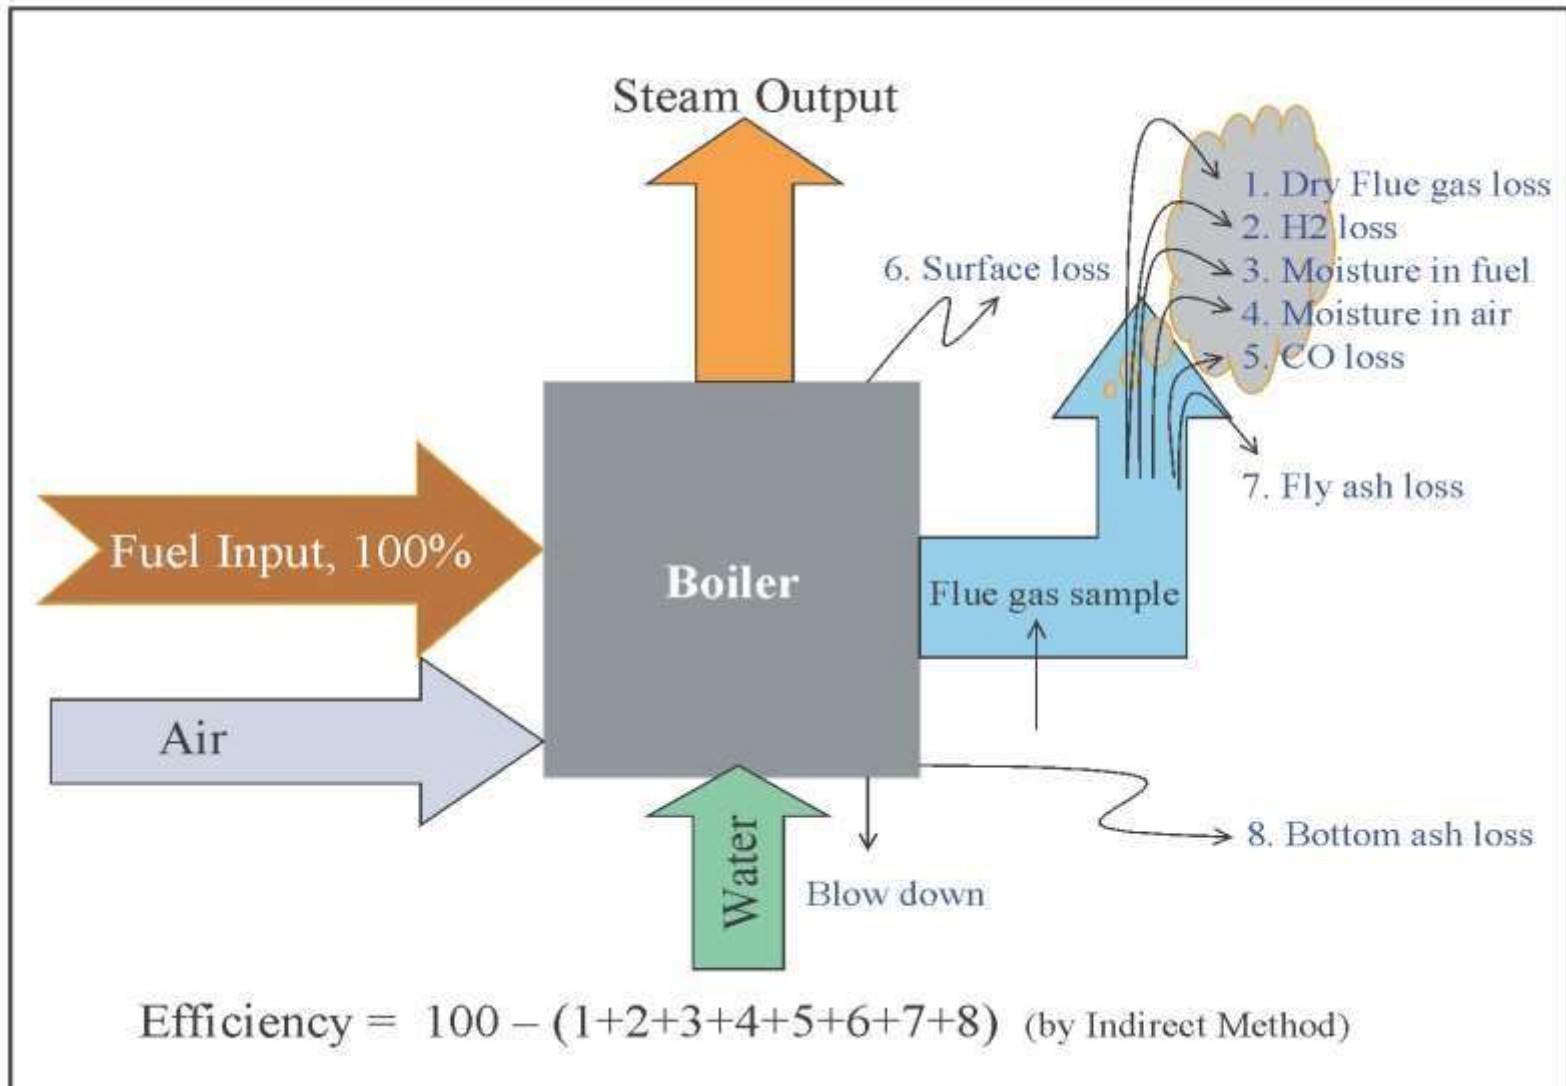 Steam Output
1. Dry Flue gas loss
2. H2 loss
6. Surface loss
3. Moisture in fuel
4. Moisture in air
5. CO loss
7. Fly ash loss
Fuel Input, 100%
Boiler
Flue gas sample
Air
8. Bottom ash loss
Water
Blow down
Efficiency = 100 – (1+2+3+4+5+6+7+8) (by Indirect Method)